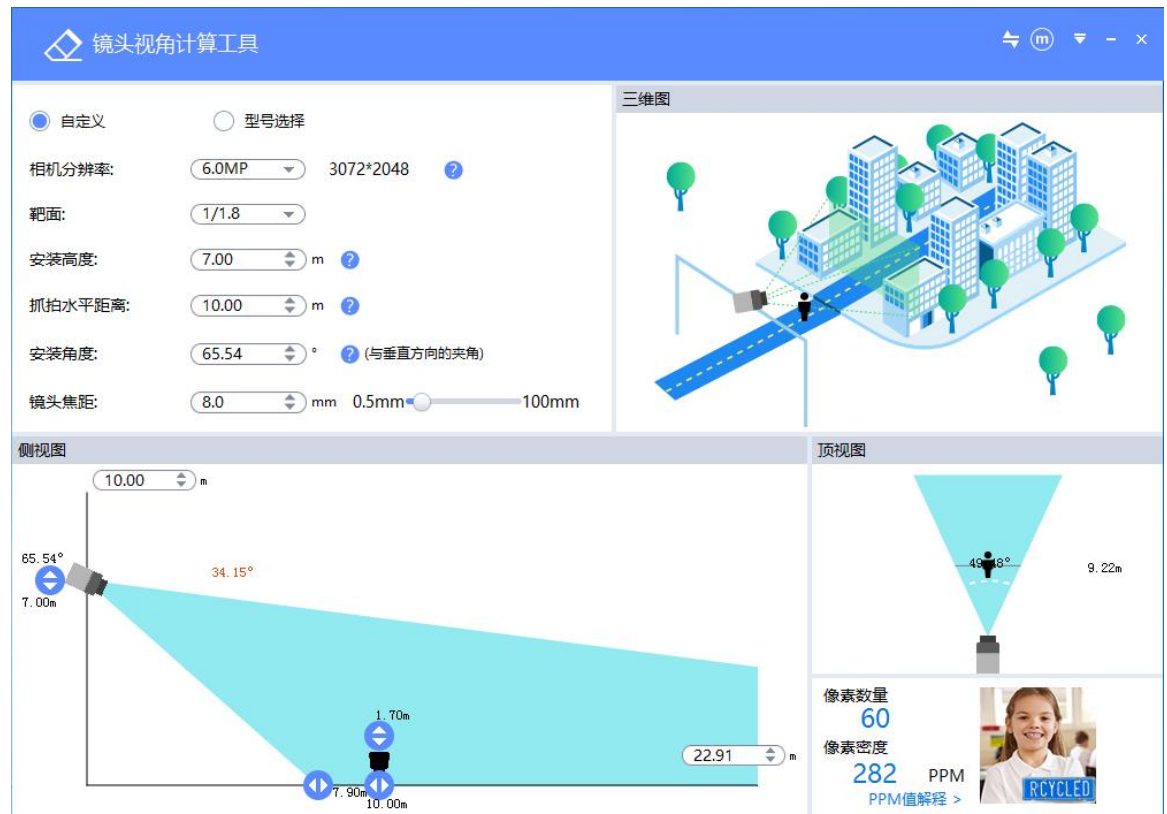 镜头视角计算工具
m
自定义 型号选择
相机分辨率: 6.0MP 3072*2048 ?
靶面: 1/1.8
安装高度: 7.00 m ?
抓拍水平距离: 10.00 m ?
安装角度: 65.54 ° ? (与垂直方向的夹角)
镜头焦距: 8.0 mm 0.5mm 100mm
三维图
侧视图
10.00 m
65.54°
7.00m
34.15°
1.70m
22.91 m
7.90m
10.00m
顶视图
9.22m
像素数量
60
像素密度
282 PPM
PPM值解释 >
RCYCLED